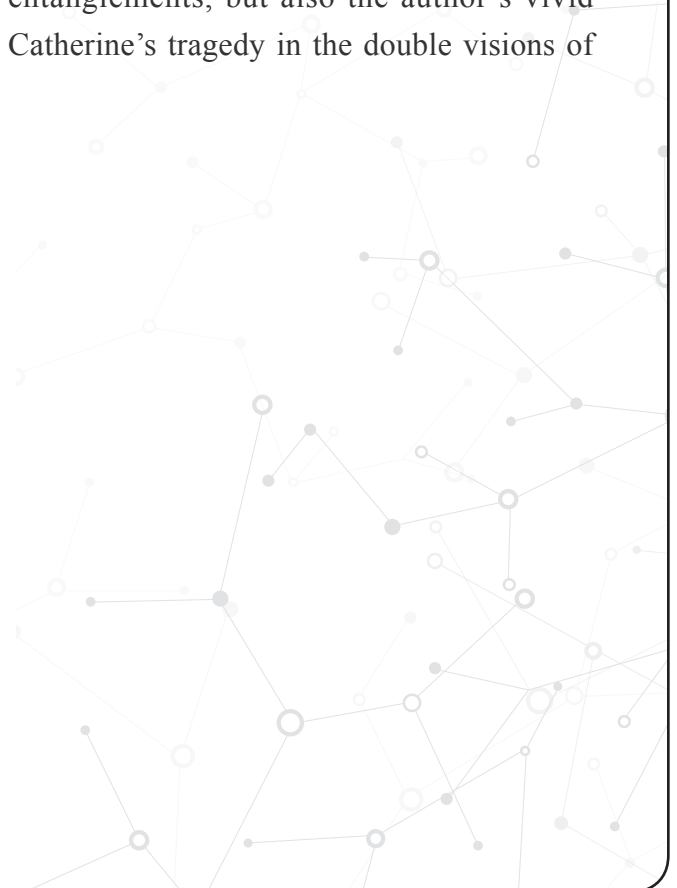 entanglements, but also the author’s vivid
Catherine’s tragedy in the double visions of